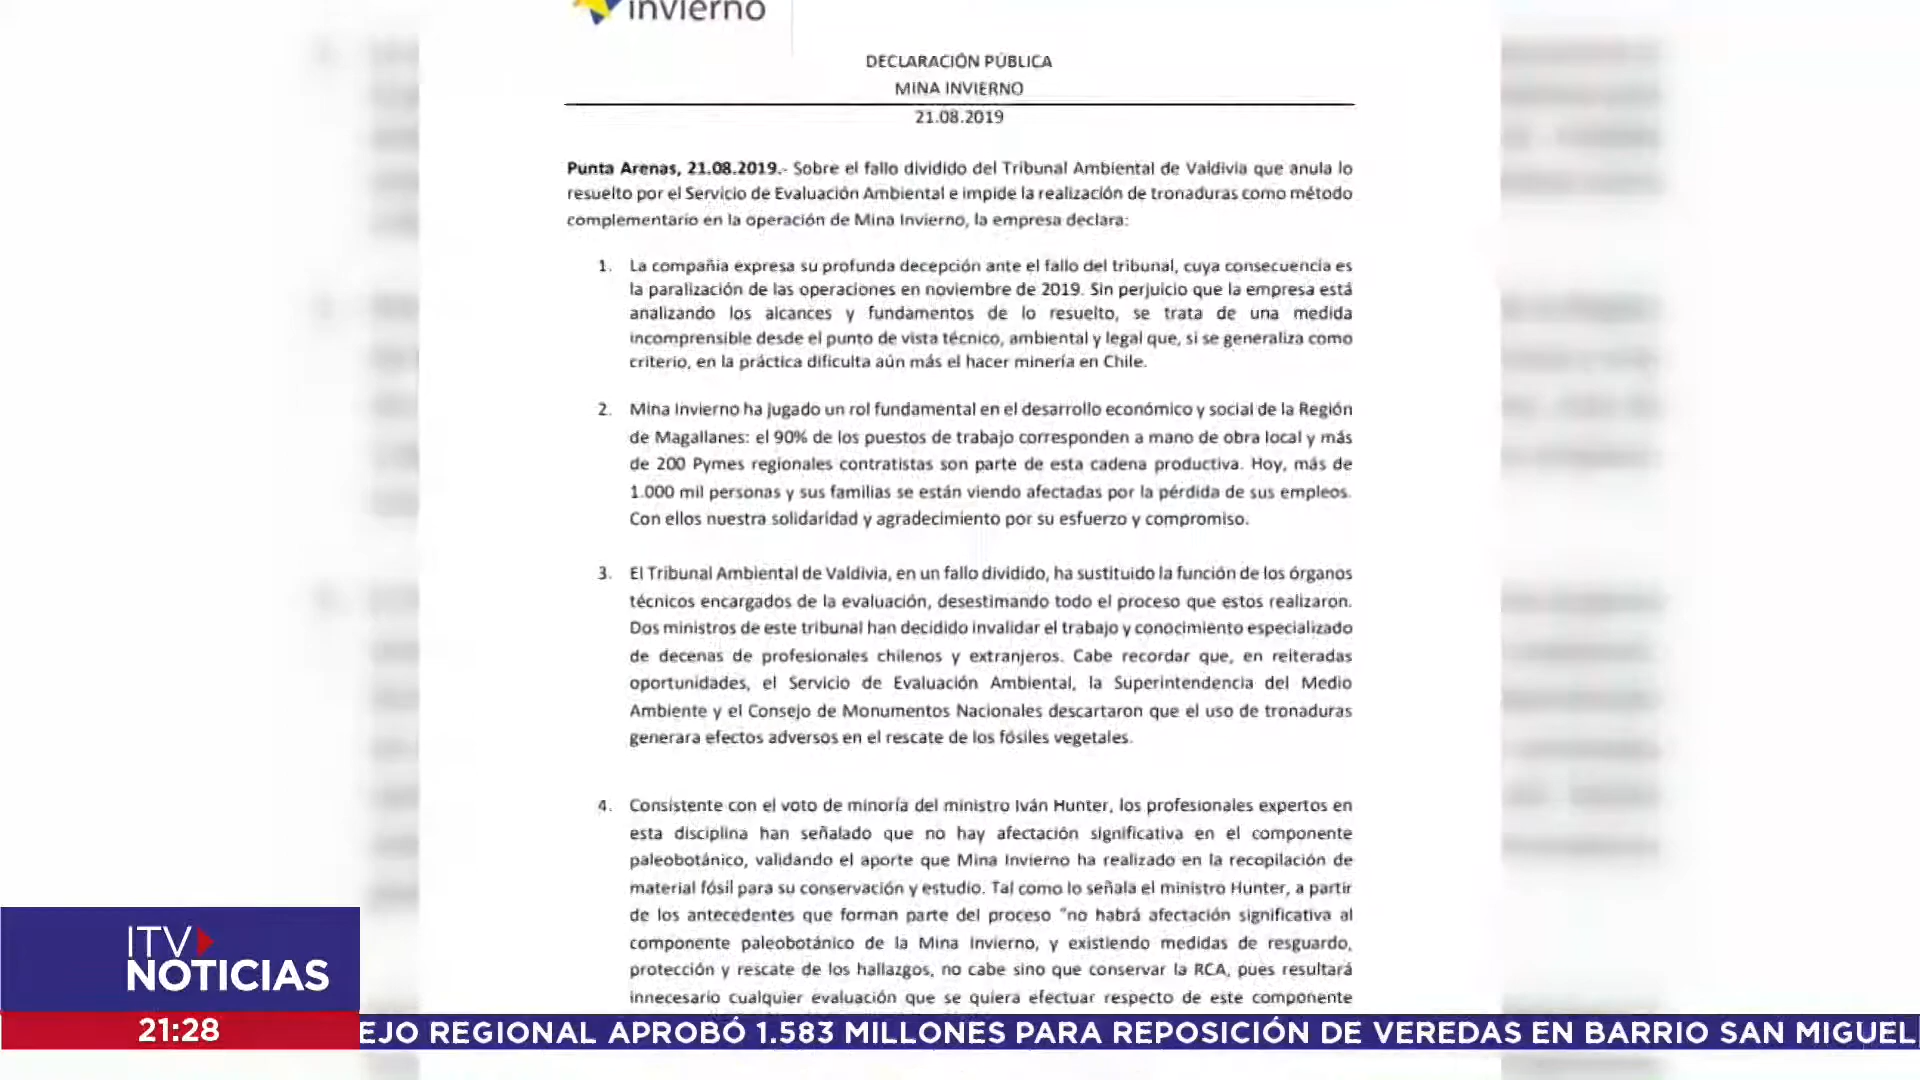 invierno
DECLARACIÓN PÚBLICA
MINA INVIERNO
21.08.2019
Punta Arenas, 21.08.2019.- Sobre el fallo dividido del Tribunal Ambiental de Valdivia que anula lo
resuelto por el Servicio de Evaluación Ambiental e impide la realización de tronaduras como método
complementario en la operación de Mina Invierno, la empresa declara:
1. La compañia expresa su profunda decepción ante el fallo del tribunal, cuya consecuencia es
la paralización de las operaciones en noviembre de 2019. Sin perjuicio que la empresa está
analizando los alcances y fundamentos de lo resuelto, se trata de una medida
incomprensible desde el punto de vista técnico, ambiental y legal que, si se generaliza como
criterio, en la práctica dificulta aún más el hacer minería en Chile.
2. Mina Invierno ha jugado un rol fundamental en el desarrollo económico y social de la Región
de Magallanes: el 90% de los puestos de trabajo corresponden a mano de obra local y más
de 200 Pymes regionales contratistas son parte de esta cadena productiva. Hoy, más de
1.000 mil personas y sus familias se están viendo afectadas por la pérdida de sus empleos.
Con ellos nuestra solidaridad y agradecimiento por su esfuerzo y compromiso.
3. El Tribunal Ambiental de Valdivia, en un fallo dividido, ha sustituido la función de los órganos
técnicos encargados de la evaluación, desestimando todo el proceso que estos realizaron.
Dos ministros de este tribunal han decidido invalidar el trabajo y conocimiento especializado
de decenas de profesionales chilenos y extranjeros. Cabe recordar que, en reiteradas
oportunidades, el Servicio de Evaluación Ambiental, la Superintendencia del Medio
Ambiente y el Consejo de Monumentos Nacionales descartaron que el uso de tronaduras
generara efectos adversos en el rescate de los fósiles vegetales.
4. Consistente con el voto de minoría del ministro Iván Hunter, los profesionales expertos en
esta disciplina han señalado que no hay afectación significativa en el componente
paleobotánico, validando el aporte que Mina Invierno ha realizado en la recopilación de
material fósil para su conservación y estudio. Tal como lo señala el ministro Hunter, a partir
de los antecedentes que forman parte del proceso "no habrá afectación significativa al
componente paleobotánico de la Mina Invierno, y existiendo medidas de resguardo,
protección y rescate de los hallazgos, no cabe sino que conservar la RCA, pues resultará
innecesario cualquier evaluación que se quiera efectuar respecto de este componente
ITV
NOTICIAS
21:28
EJO REGIONAL APROBÓ 1.583 MILLONES PARA REPOSICIÓN DE VEREDAS EN BARRIO SAN MIGUEL